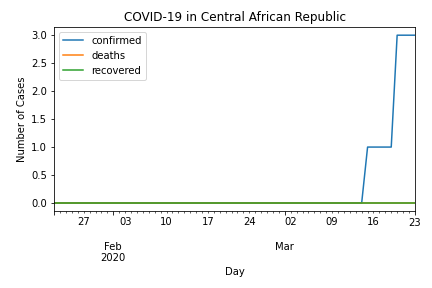 COVID-19 in Central African Republic
confirmed
deaths
recovered
Number of Cases
3.0
2.5
2.0
1.5
1.0
0.5
0.0
27 03 10 17 24 02 09 16 23
Feb Mar
2020
Day